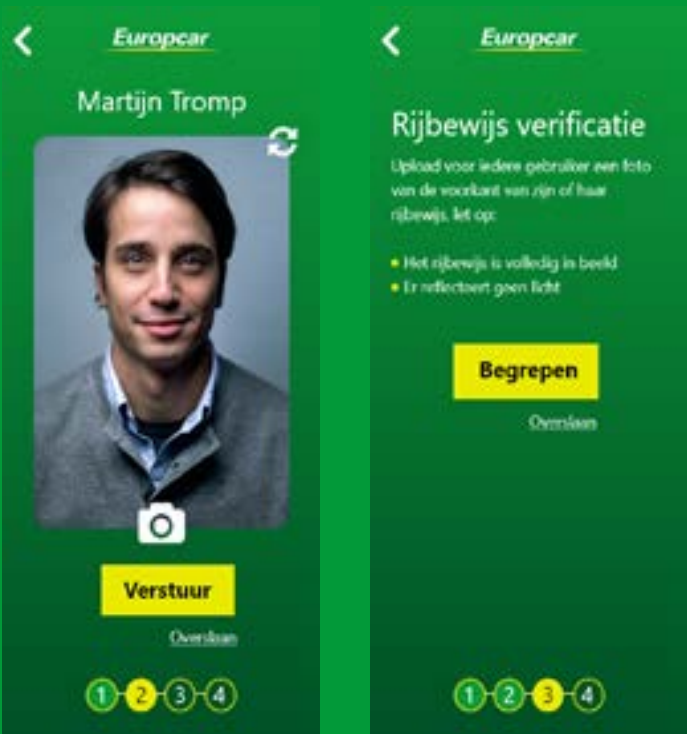 Europcar
Martijn Tromp
Verstuur
Overslaan
1 2 3 4
Europcar
Rijbewijs verificatie
Upload voor iedere gebruiker een foto
van de voorkant van zijn of haar
rijbewijs, let op:
Het rijbewijs is volledig in beeld
Er reflecteert geen licht
Begrepen
Overslaan
1 2 3 4